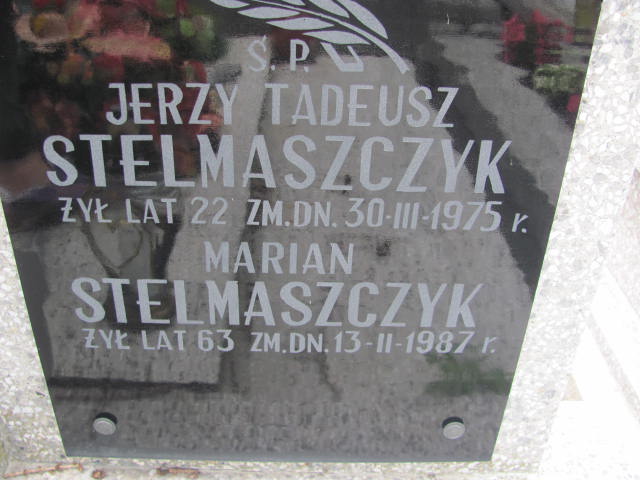 Ś.P.
JERZY TADEUSZ
STELMASZCZYK
ŻYŁ LAT 22 ZM.DN. 30-III-1975 r.
MARIAN
STELMASZCZYK
ŻYŁ LAT 63 ZM.DN. 13-II-1987 r.